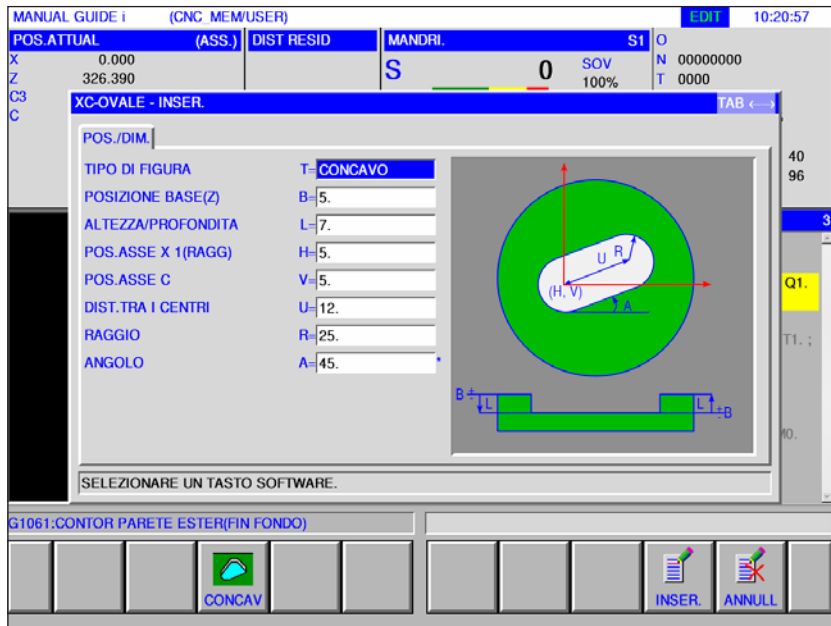 MANUAL GUIDE i (CNC_MEM/USER) EDIT 10:20:57
POS.ATTUAL (ASS.) DIST RESID MANDRI. S1 O
X 0.000 N 00000000
Z 326.390 S 0 SOV 100% T 0000
C3
C
XC-OVALE - INSER. TAB ←→
POS./DIM.
TIPO DI FIGURA T= CONCAVO
POSIZIONE BASE(Z) B= 5.
ALTEZZA/PROFONDITA L= 7.
POS.ASSE X 1(RAGG) H= 5.
POS.ASSE C V= 5.
DIST.TRA I CENTRI U= 12.
RAGGIO R= 25.
ANGOLO A= 45. °
U R
(H, V)
A
B + - L L + - B
40
96
3
Q1.
T1. ;
M0.
SELEZIONARE UN TASTO SOFTWARE.
G1061:CONTOR PARETE ESTER(FIN FONDO)
CONCAV INSER. ANNULL